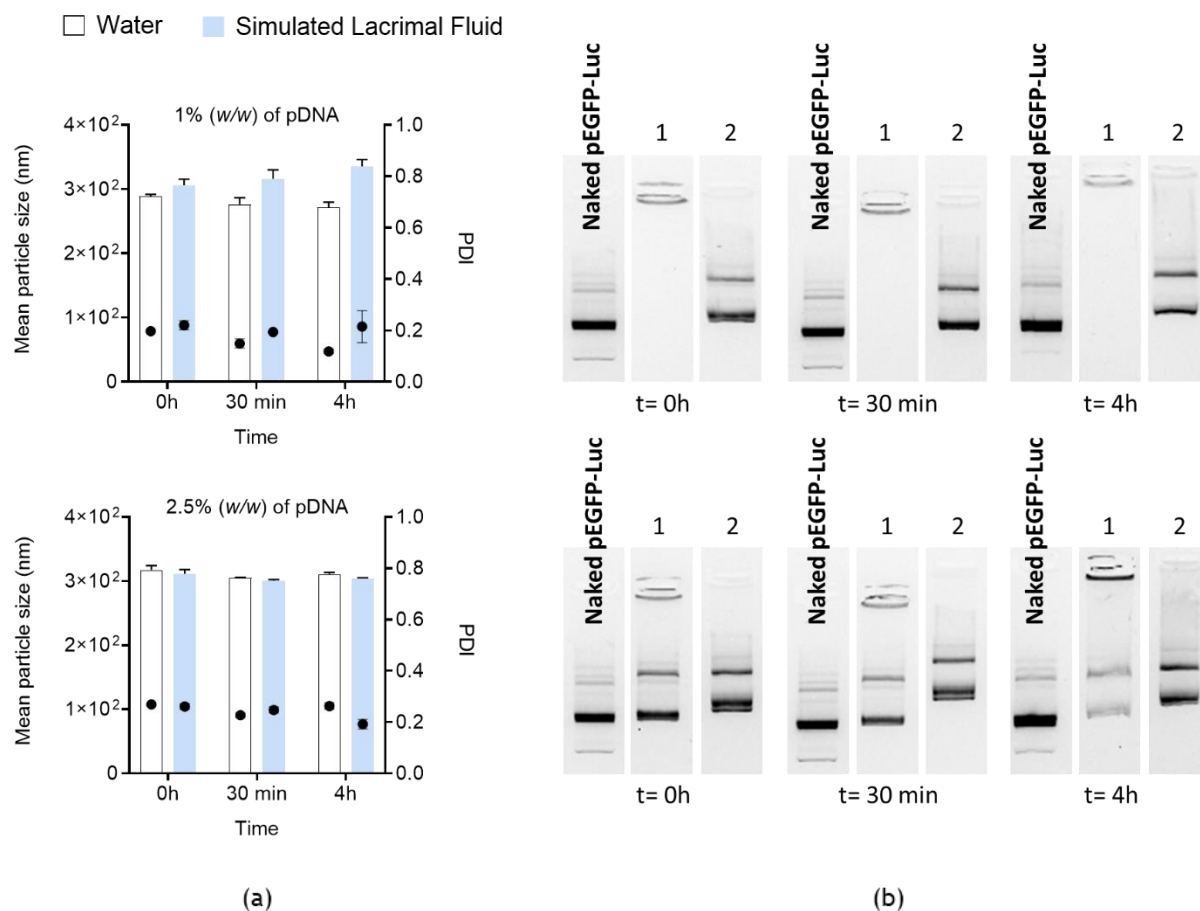 Water
Simulated Lacrimal Fluid
1% (w/w) of pDNA
4×10²
3×10²
2×10²
1×10²
0
Mean particle size (nm)
1.0
0.8
0.6
0.4
0.2
0.0
PDI
0h 30 min 4h
Time
2.5% (w/w) of pDNA
4×10²
3×10²
2×10²
1×10²
0
Mean particle size (nm)
1.0
0.8
0.6
0.4
0.2
0.0
PDI
0h 30 min 4h
Time
(a)
Naked pEGFP-Luc
1 2
t= 0h
Naked pEGFP-Luc
1 2
t= 30 min
Naked pEGFP-Luc
1 2
t= 4h
Naked pEGFP-Luc
1 2
t= 0h
Naked pEGFP-Luc
1 2
t= 30 min
Naked pEGFP-Luc
1 2
t= 4h
(b)